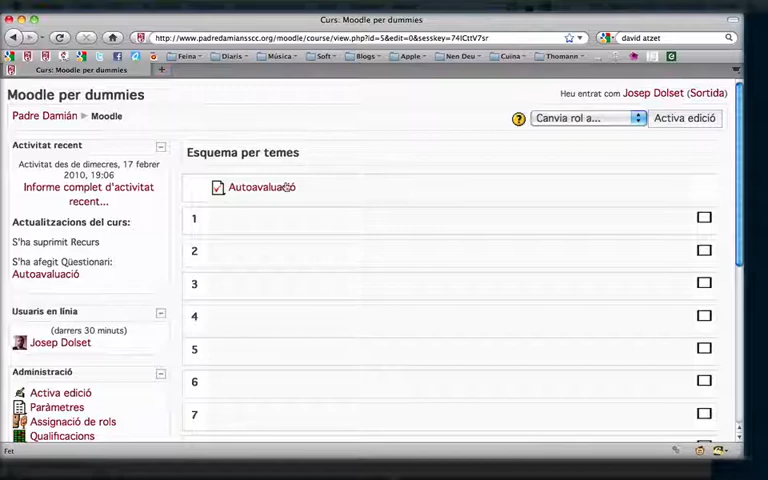 Curs: Moodle per dummies
http://www.padredamiansscc.org/moodle/course/view.php?id=5&edit=0&sesskey=74ICttV7sr
david atzet
Feina
Diaris
Música
Soft
Blogs
Apple
Nen Deu
Cuina
Thomann
Curs: Moodle per dummies
Moodle per dummies
Heu entrat com Josep Dolset (Sortida)
Padre Damián ► Moodle
Canvia rol a...
Activa edició
Activitat recent
Activitat des de dimecres, 17 febrer
2010, 19:06
Informe complet d'activitat
recent...
Actualitzacions del curs:
S'ha suprimit Recurs
S'ha afegit Qüestionari:
Autoavaluació
Usuaris en línia
(darrers 30 minuts)
Josep Dolset
Administració
Activa edició
Paràmetres
Assignació de rols
Qualificacions
Esquema per temes
Autoavaluació
1
2
3
4
5
6
7
Fet